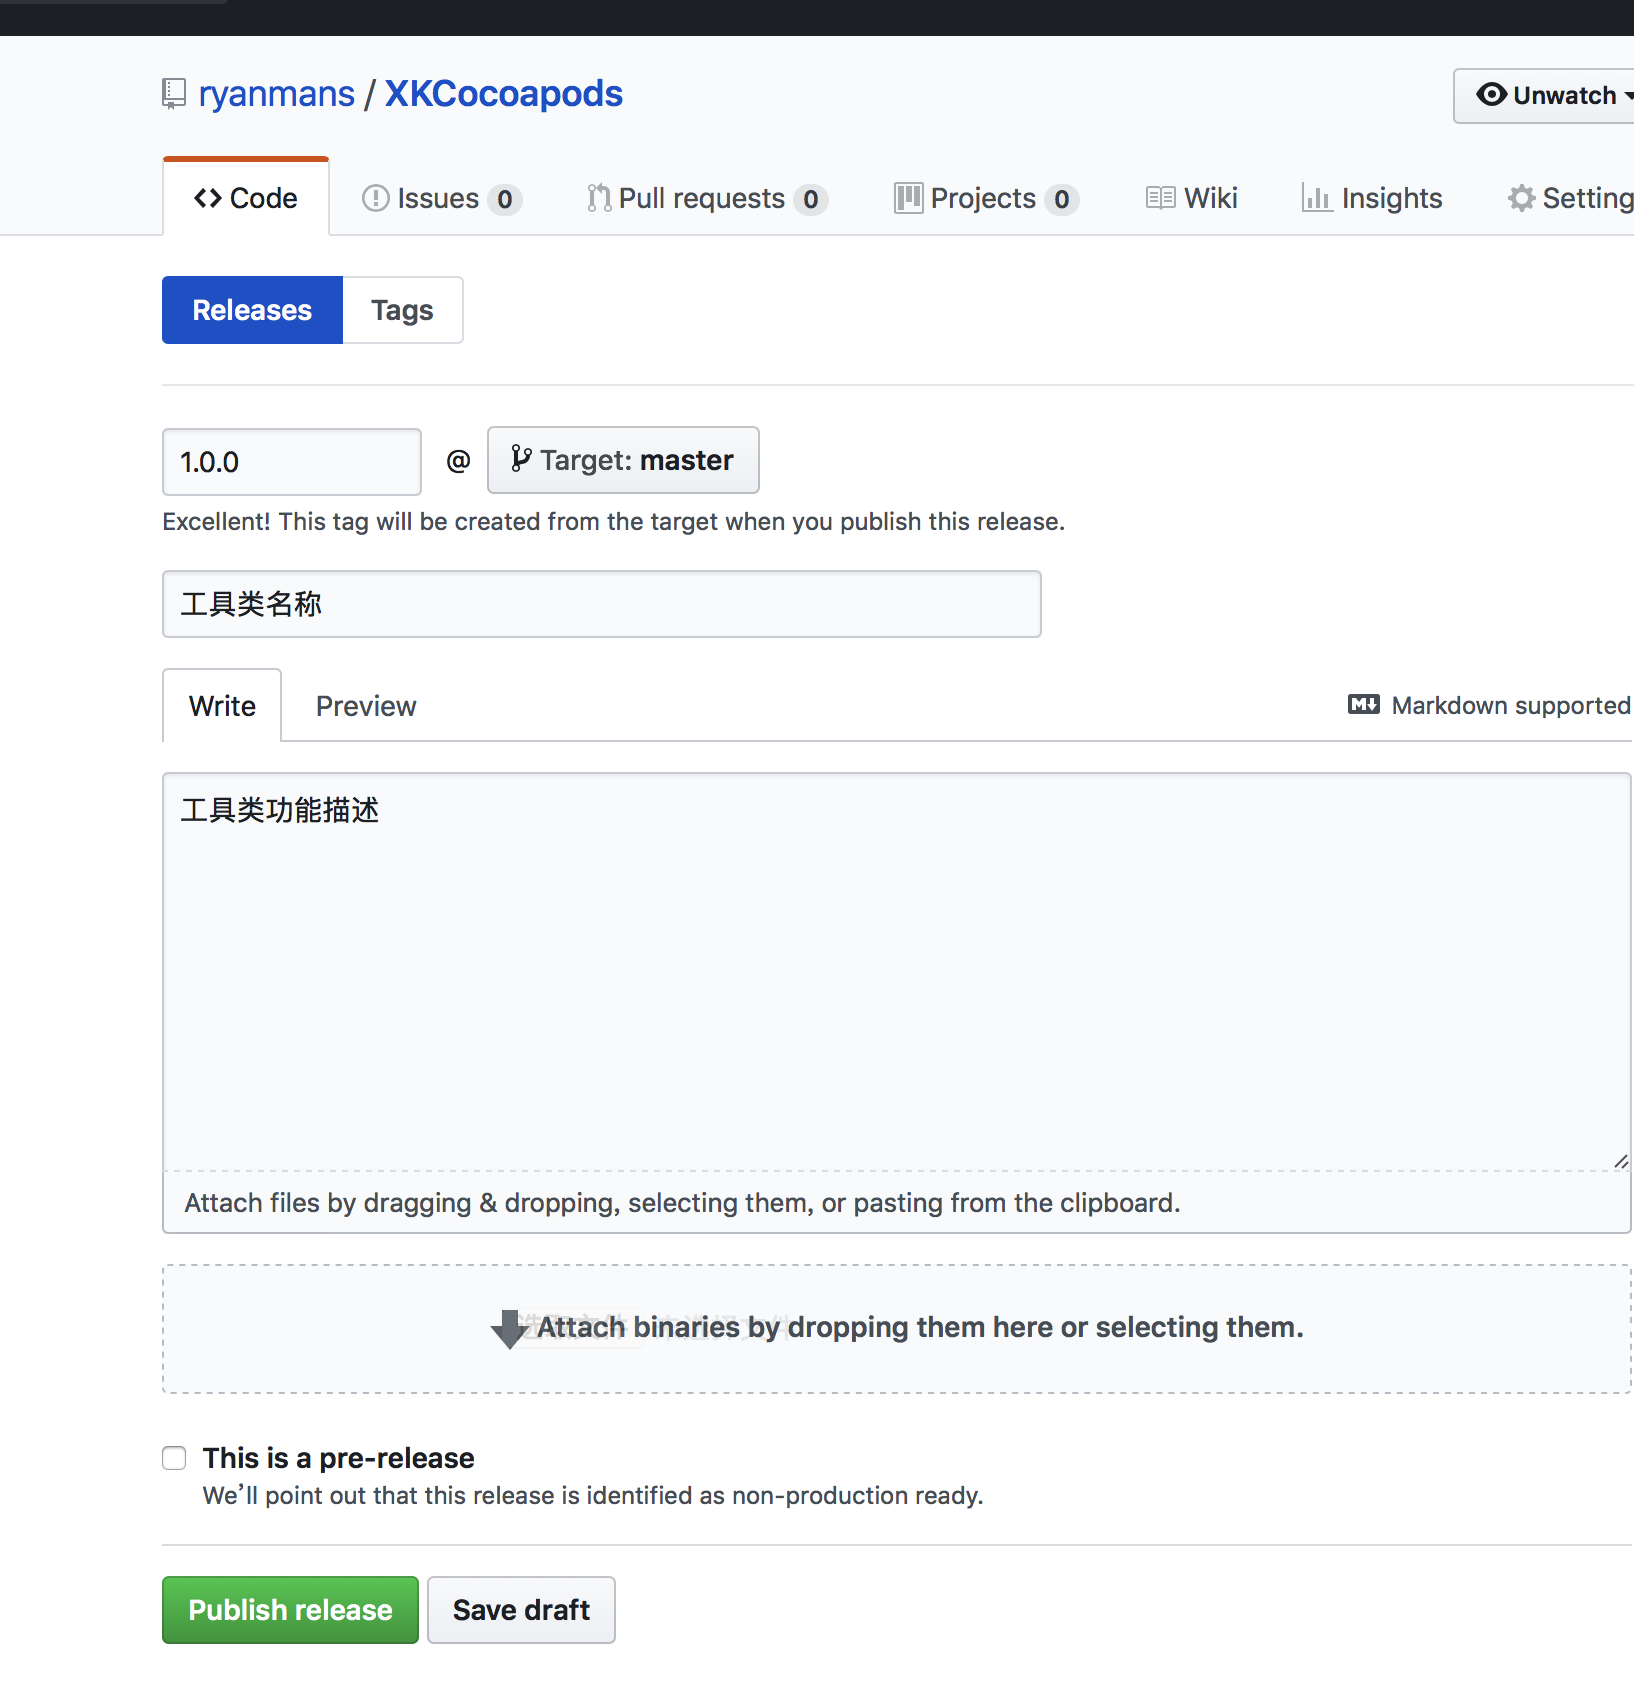 ryanmans / XKCocoapods
Unwatch
Code
Issues 0
Pull requests 0
Projects 0
Wiki
Insights
Setting
Releases
Tags
1.0.0 @ Target: master
Excellent! This tag will be created from the target when you publish this release.
工具类名称
Write
Preview
Markdown supported
工具类功能描述
Attach files by dragging & dropping, selecting them, or pasting from the clipboard.
Attach binaries by dropping them here or selecting them.
This is a pre-release
We’ll point out that this release is identified as non-production ready.
Publish release
Save draft